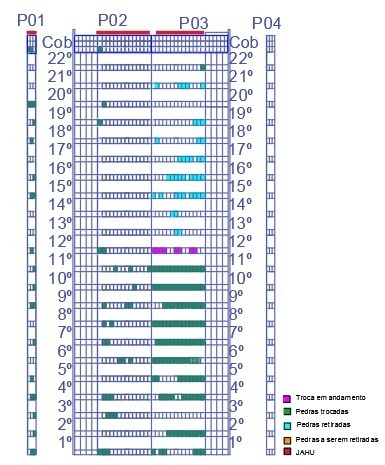 P01 P02 P03 P04
Cob Cob
22º 22º
21º 21º
20º 20º
19º 19º
18º 18º
17º 17º
16º 16º
15º 15º
14º 14º
13º 13º
12º 12º
11º 11º
10º 10º
9º 9º
8º 8º
7º 7º
6º 6º
5º 5º
4º 4º
3º 3º
2º 2º
1º 1º
Troca em andamento
Pedras trocadas
Pedras retiradas
Pedras a serem retiradas
JAHU